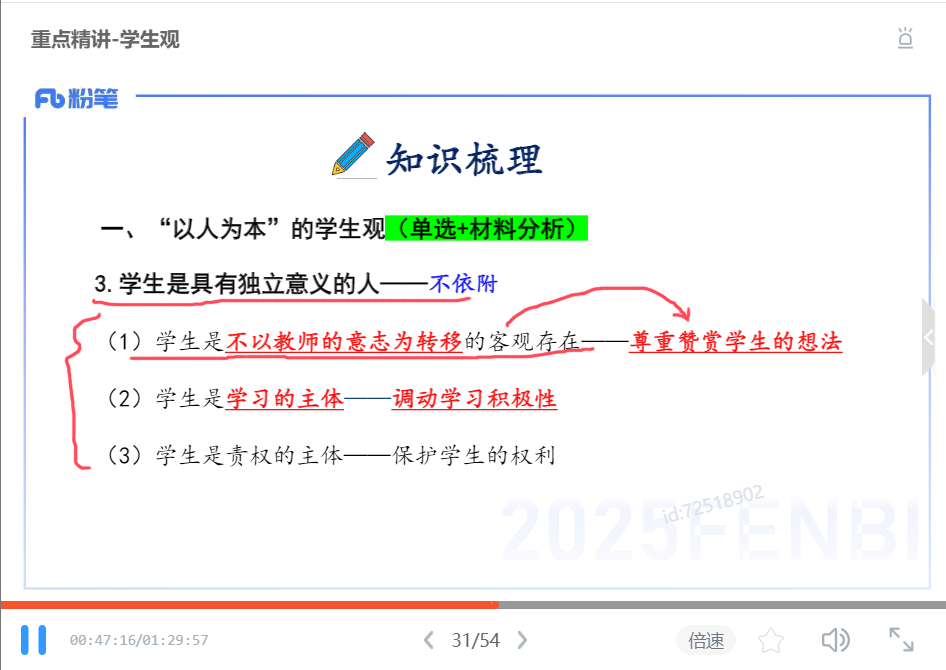 重点精讲-学生观
粉笔
知识梳理
一、“以人为本”的学生观（单选+材料分析）
3.学生是具有独立意义的人——不依附
（1）学生是不以教师的意志为转移的客观存在——尊重赞赏学生的想法
（2）学生是学习的主体——调动学习积极性
（3）学生是责权的主体——保护学生的权利
id:72518902
2025FENBI
00:47:16/01:29:57
31/54
倍速